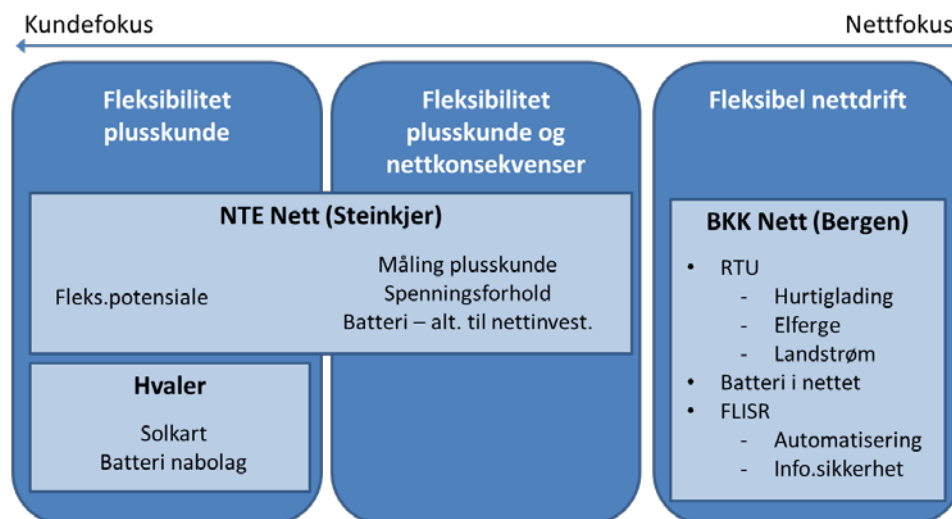 Kundefokus
Nettfokus
Fleksibilitet
plusskunde
Fleksibilitet
plusskunde og
nettkonsekvenser
Fleksibel nettdrift
NTE Nett (Steinkjer)
Fleks.potensiale
Måling plusskunde
Spenningsforhold
Batteri – alt. til nettinvest.
Hvaler
Solkart
Batteri nabolag
BKK Nett (Bergen)
• RTU
- Hurtiglading
- Elferge
- Landstrøm
• Batteri i nettet
• FLISR
- Automatisering
- Info.sikkerhet